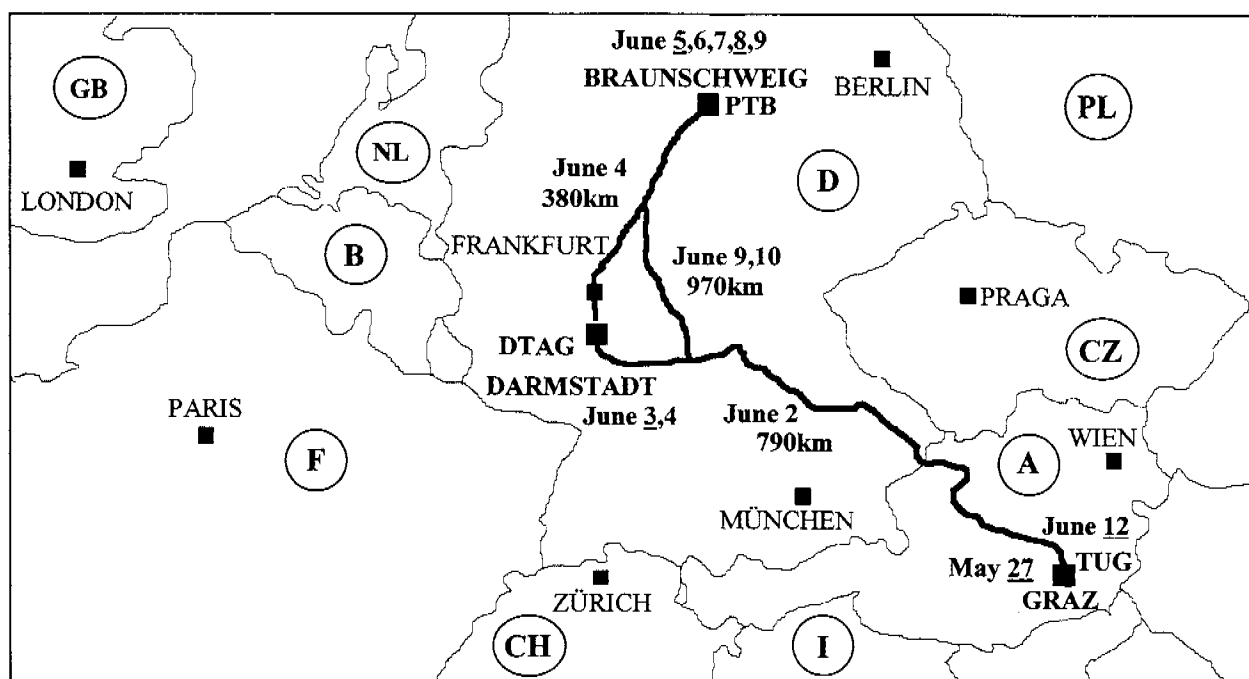 June 5,6,7,8,9
BRAUNSCHWEIG
PTB
BERLIN
GB
PL
NL
LONDON
June 4
380km
D
B
FRANKFURT
June 9,10
970km
PRAGA
DTAG
CZ
DARMSTADT
June 3,4
PARIS
June 2
790km
F
A
WIEN
MÜNCHEN
June 12
May 27
TUG
GRAZ
ZÜRICH
CH
I